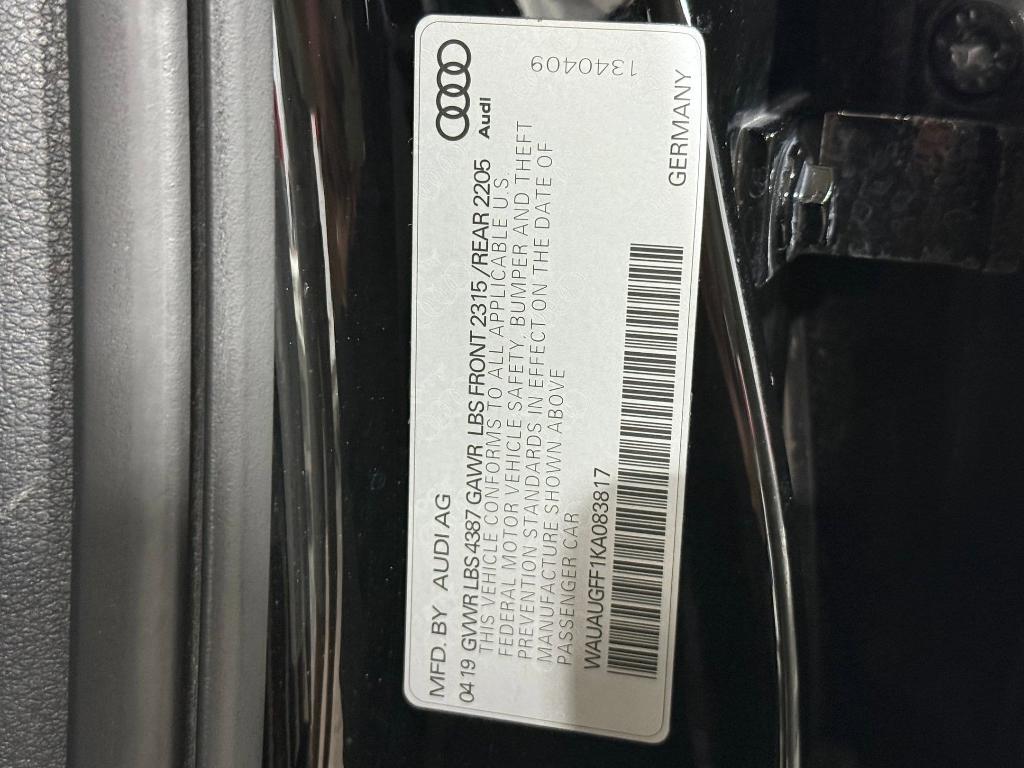 MFD. BY AUDI AG
Audi
0419 GVWR LBS 4387 GAWR LBS FRONT 2315/REAR 2205
THIS VEHICLE CONFORMS TO ALL APPLICABLE U.S.
FEDERAL MOTOR VEHICLE SAFETY, BUMPER AND THEFT
PREVENTION STANDARDS IN EFFECT ON THE DATE OF
MANUFACTURE SHOWN ABOVE
PASSENGER CAR
WAUAUGFF1KA083817
1340409
GERMANY